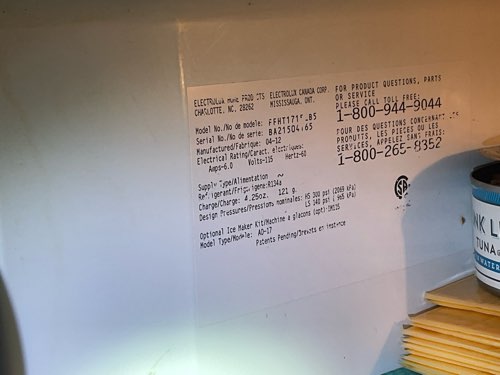 ELECTROLUX HOME PRODUCTS
CHARLOTTE, NC. 28262
ELECTROLUX CANADA CORP.
MISSISSAUGA, ONT.
Model No./No de modele:
Serial No./No de serie:
Manufactured/Fabrique: 04-12
Electrical Rating/Caract. electriques:
Amps-6.0 Volts-115 Hertz-60
Supply Type/Alimentation ~
Refrigerant/Frigigene:R134a
Charge/Charge: 4.25oz. 121 g.
Design Pressures/Pressions nominales: HS 300 psi (2069 kPa)
LS 140 psi ( 965 kPa)
Optional Ice Maker Kit/Machine a glacons (opt):
Model Type/Modele: AD-17
Patents Pending/Brevets en instance
FOR PRODUCT QUESTIONS, PARTS
OR SERVICE
PLEASE CALL TOLL FREE:
1-800-944-9044
POUR DES QUESTIONS CONCERNANT
PRODUITS, LES PIECES OU LES
SERVICES, APPELEZ SANS FRAIS:
1-800-265-8352
TUNA
WATER